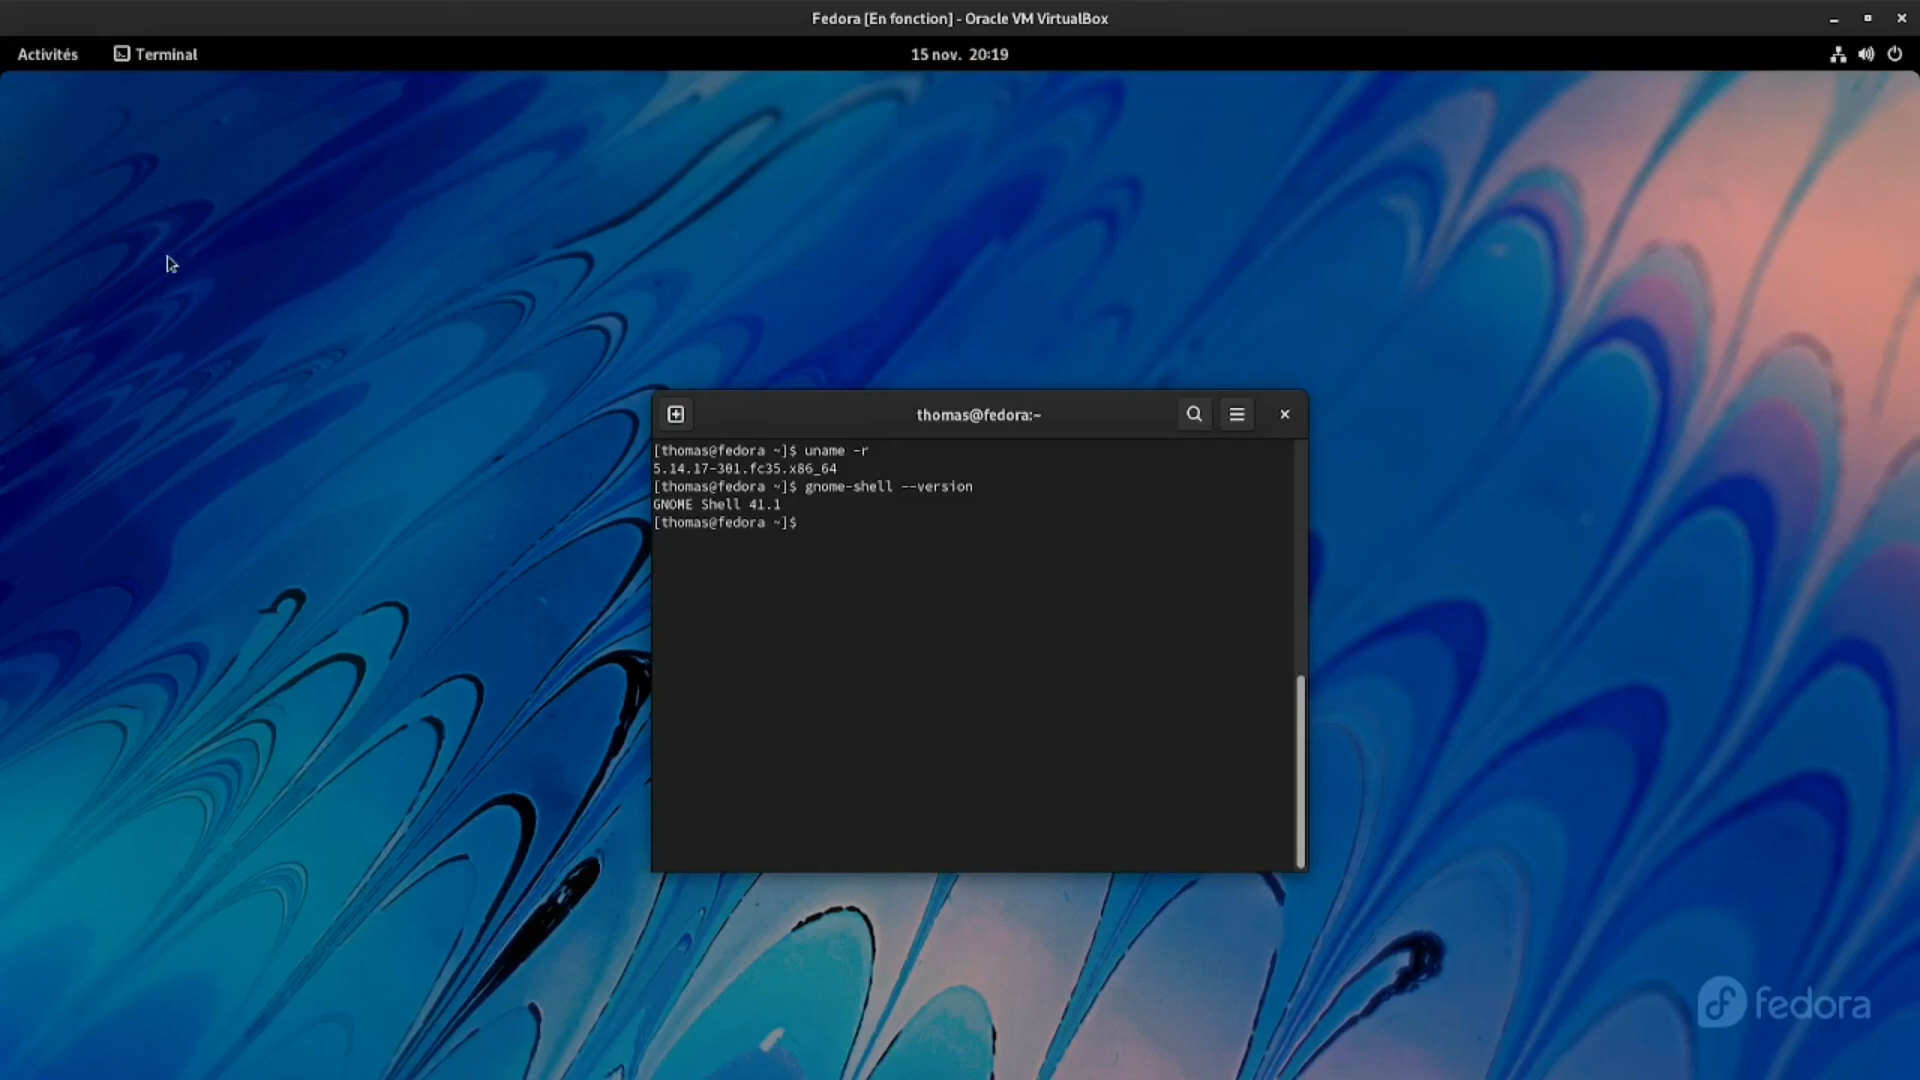 Fedora [En fonction] - Oracle VM VirtualBox
Activités Terminal 15 nov. 20:19
thomas@fedora:~
[thomas@fedora ~]$ uname -r
5.14.17-301.fc35.x86_64
[thomas@fedora ~]$ gnome-shell --version
GNOME Shell 41.1
[thomas@fedora ~]$
fedora